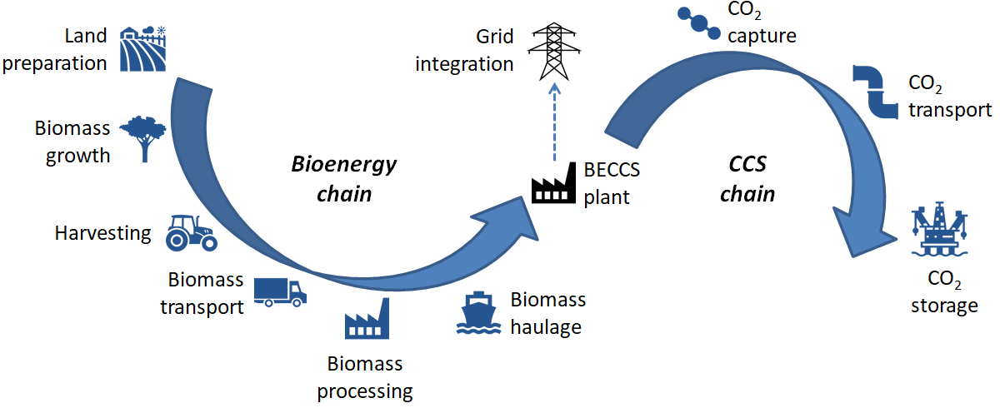 Land
preparation
Biomass
growth
Harvesting
Biomass
transport
Biomass
processing
Biomass
haulage
Bioenergy
chain
Grid
integration
BECCS
plant
CCS
chain
CO₂
capture
CO₂
transport
CO₂
storage